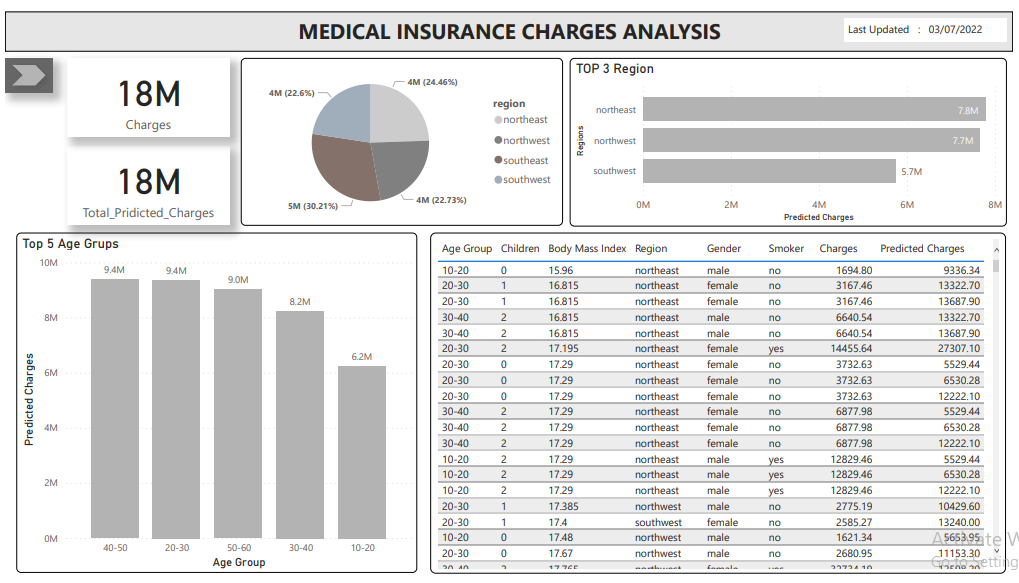 MEDICAL INSURANCE CHARGES ANALYSIS
Last Updated : 03/07/2022
18M
Charges
18M
Total_Pridicted_Charges
4M (24.46%)
4M (22.6%)
5M (30.21%)
4M (22.73%)
region
northeast
northwest
southeast
southwest
TOP 3 Region
Regions
northeast 7.8M
northwest 7.7M
southwest 5.7M
0M 2M 4M 6M 8M
Predicted Charges
Top 5 Age Grups
Predicted Charges
10M
8M
6M
4M
2M
0M
9.4M 9.4M 9.0M 8.2M 6.2M
40-50 20-30 50-60 30-40 10-20
Age Group
Age Group Children Body Mass Index Region Gender Smoker Charges Predicted Charges
10-20 0 15.96 northeast male no 1694.80 9336.34
20-30 1 16.815 northeast female no 3167.46 13322.70
20-30 1 16.815 northeast female no 3167.46 13687.90
30-40 2 16.815 northeast male no 6640.54 13322.70
30-40 2 16.815 northeast male no 6640.54 13687.90
20-30 2 17.195 northeast female yes 14455.64 27307.10
20-30 0 17.29 northeast female no 3732.63 5529.44
20-30 0 17.29 northeast female no 3732.63 6530.28
20-30 0 17.29 northeast female no 3732.63 12222.10
30-40 2 17.29 northeast female no 6877.98 5529.44
30-40 2 17.29 northeast female no 6877.98 6530.28
30-40 2 17.29 northeast female no 6877.98 12222.10
10-20 2 17.29 northeast male yes 12829.46 5529.44
10-20 2 17.29 northeast male yes 12829.46 6530.28
10-20 2 17.29 northeast male yes 12829.46 12222.10
20-30 1 17.385 northwest male no 2775.19 10429.60
20-30 1 17.4 southwest female no 2585.27 13240.00
10-20 0 17.48 northwest male no 1621.34 5653.95
20-30 0 17.67 northwest male no 2680.95 11153.30
30-40 2 17.765 northwest female yes 32734.19
Activate W
Go to Setting